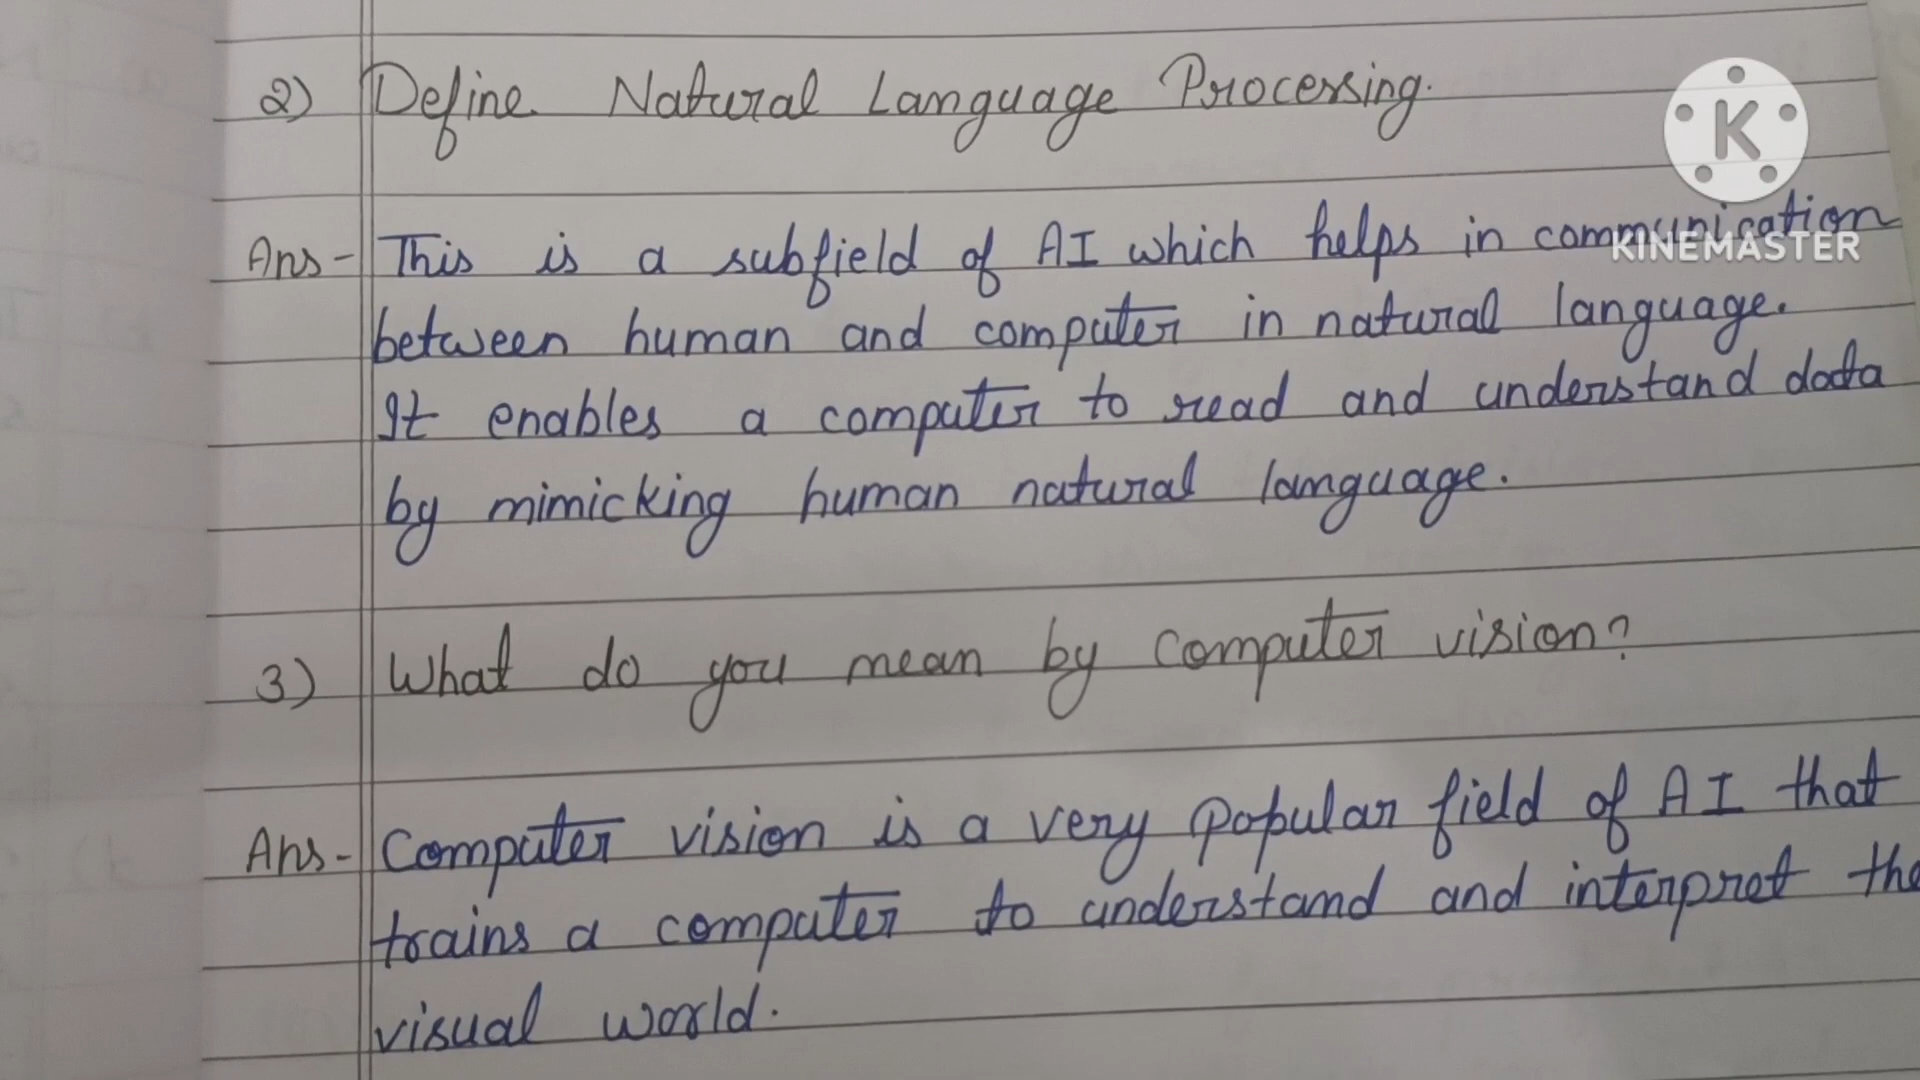 2) Define Natural Language Processing.
K
KINEMASTER
Ans- This is a subfield of AI which helps in communication
between human and computer in natural language.
It enables a computer to read and understand data
by mimicking human natural language.
3) What do you mean by Computer vision?
Ans- Computer vision is a very popular field of AI that
trains a computer to understand and interpret the
visual world.